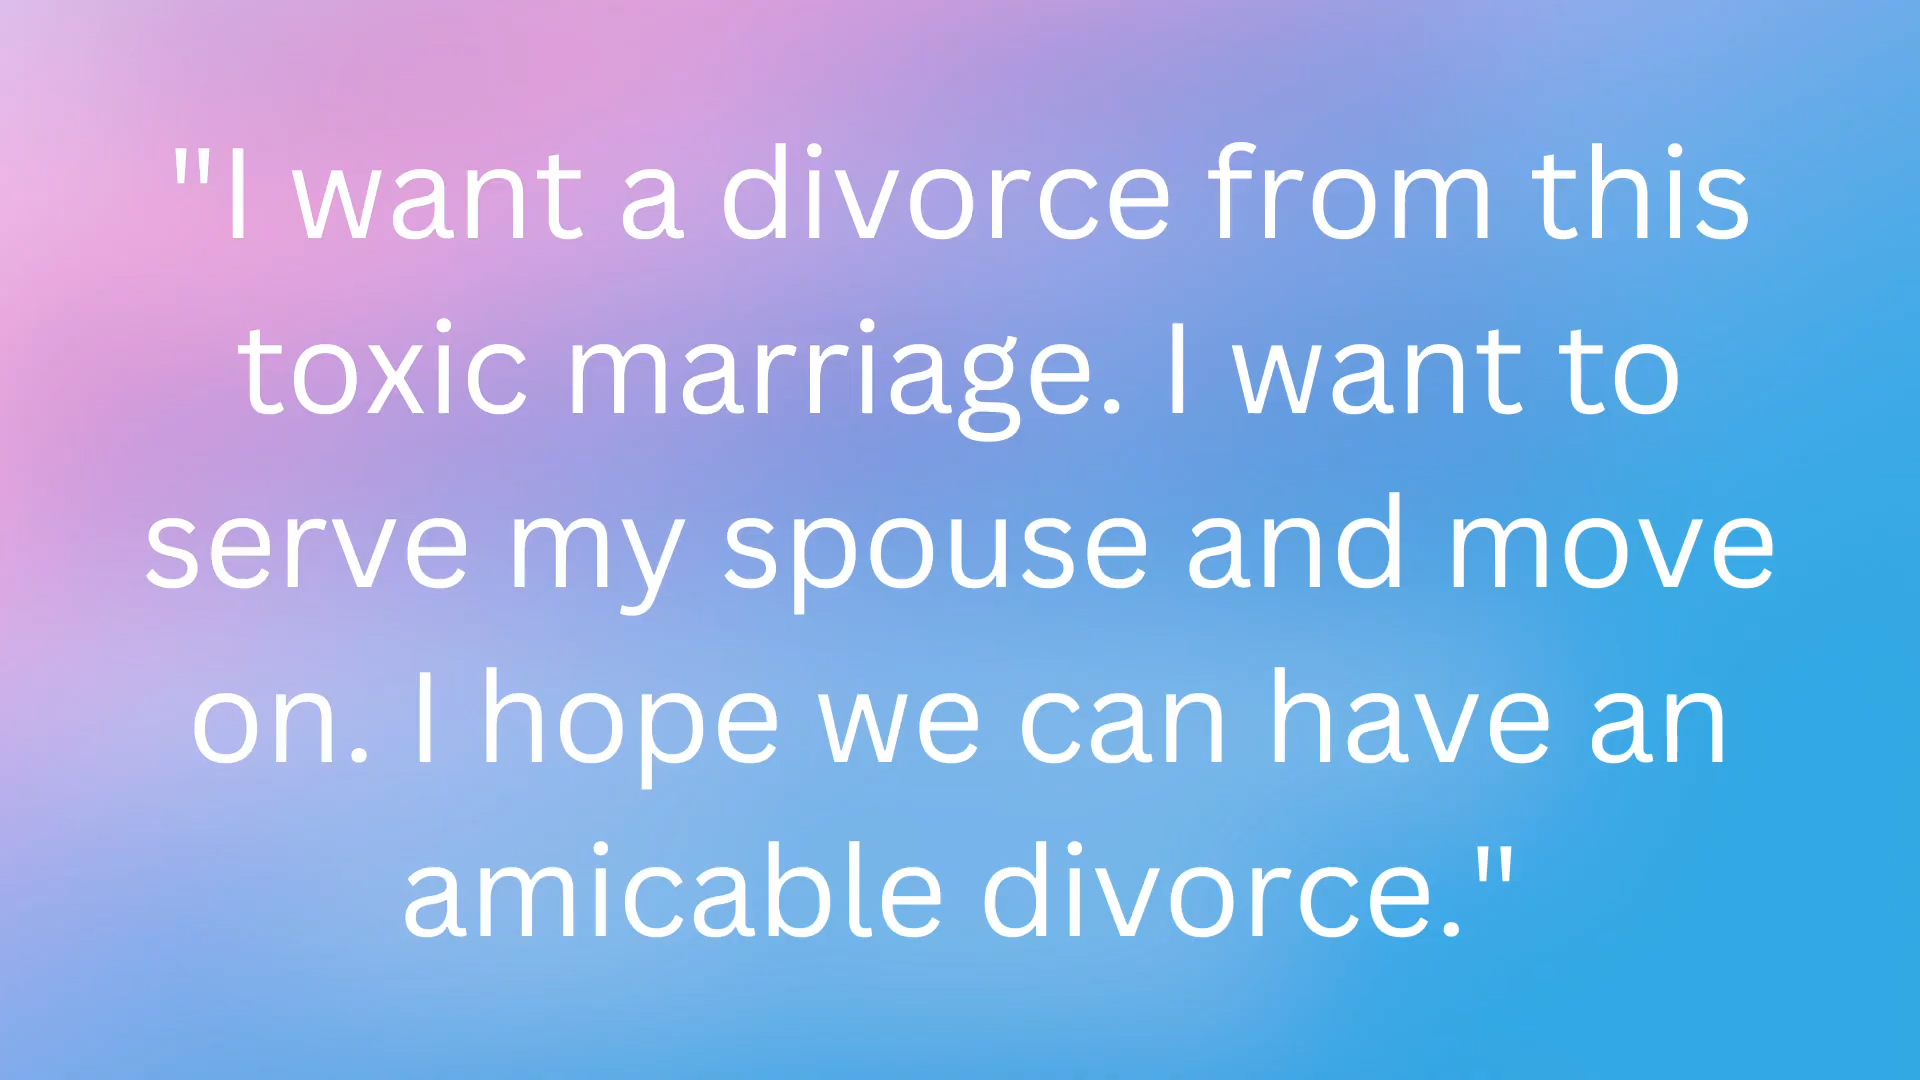 "I want a divorce from this
toxic marriage. I want to
serve my spouse and move
on. I hope we can have an
amicable divorce."